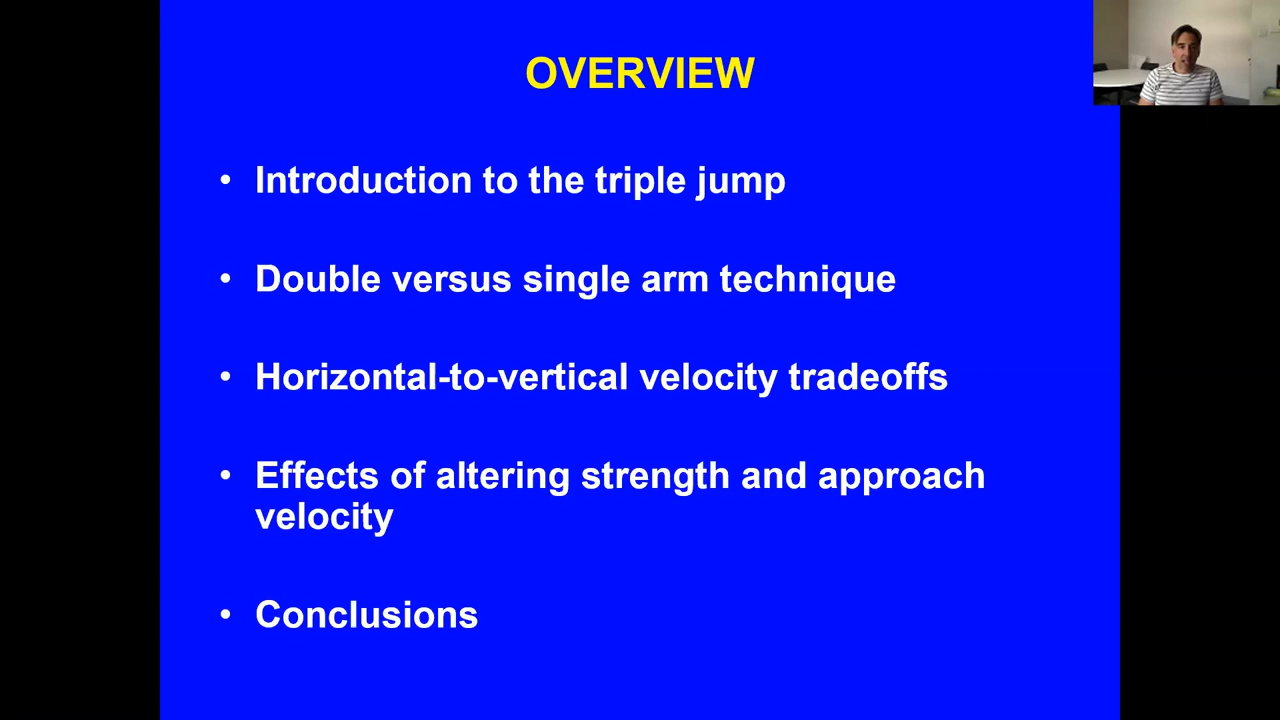 OVERVIEW
• Introduction to the triple jump
• Double versus single arm technique
• Horizontal-to-vertical velocity tradeoffs
• Effects of altering strength and approach
velocity
• Conclusions